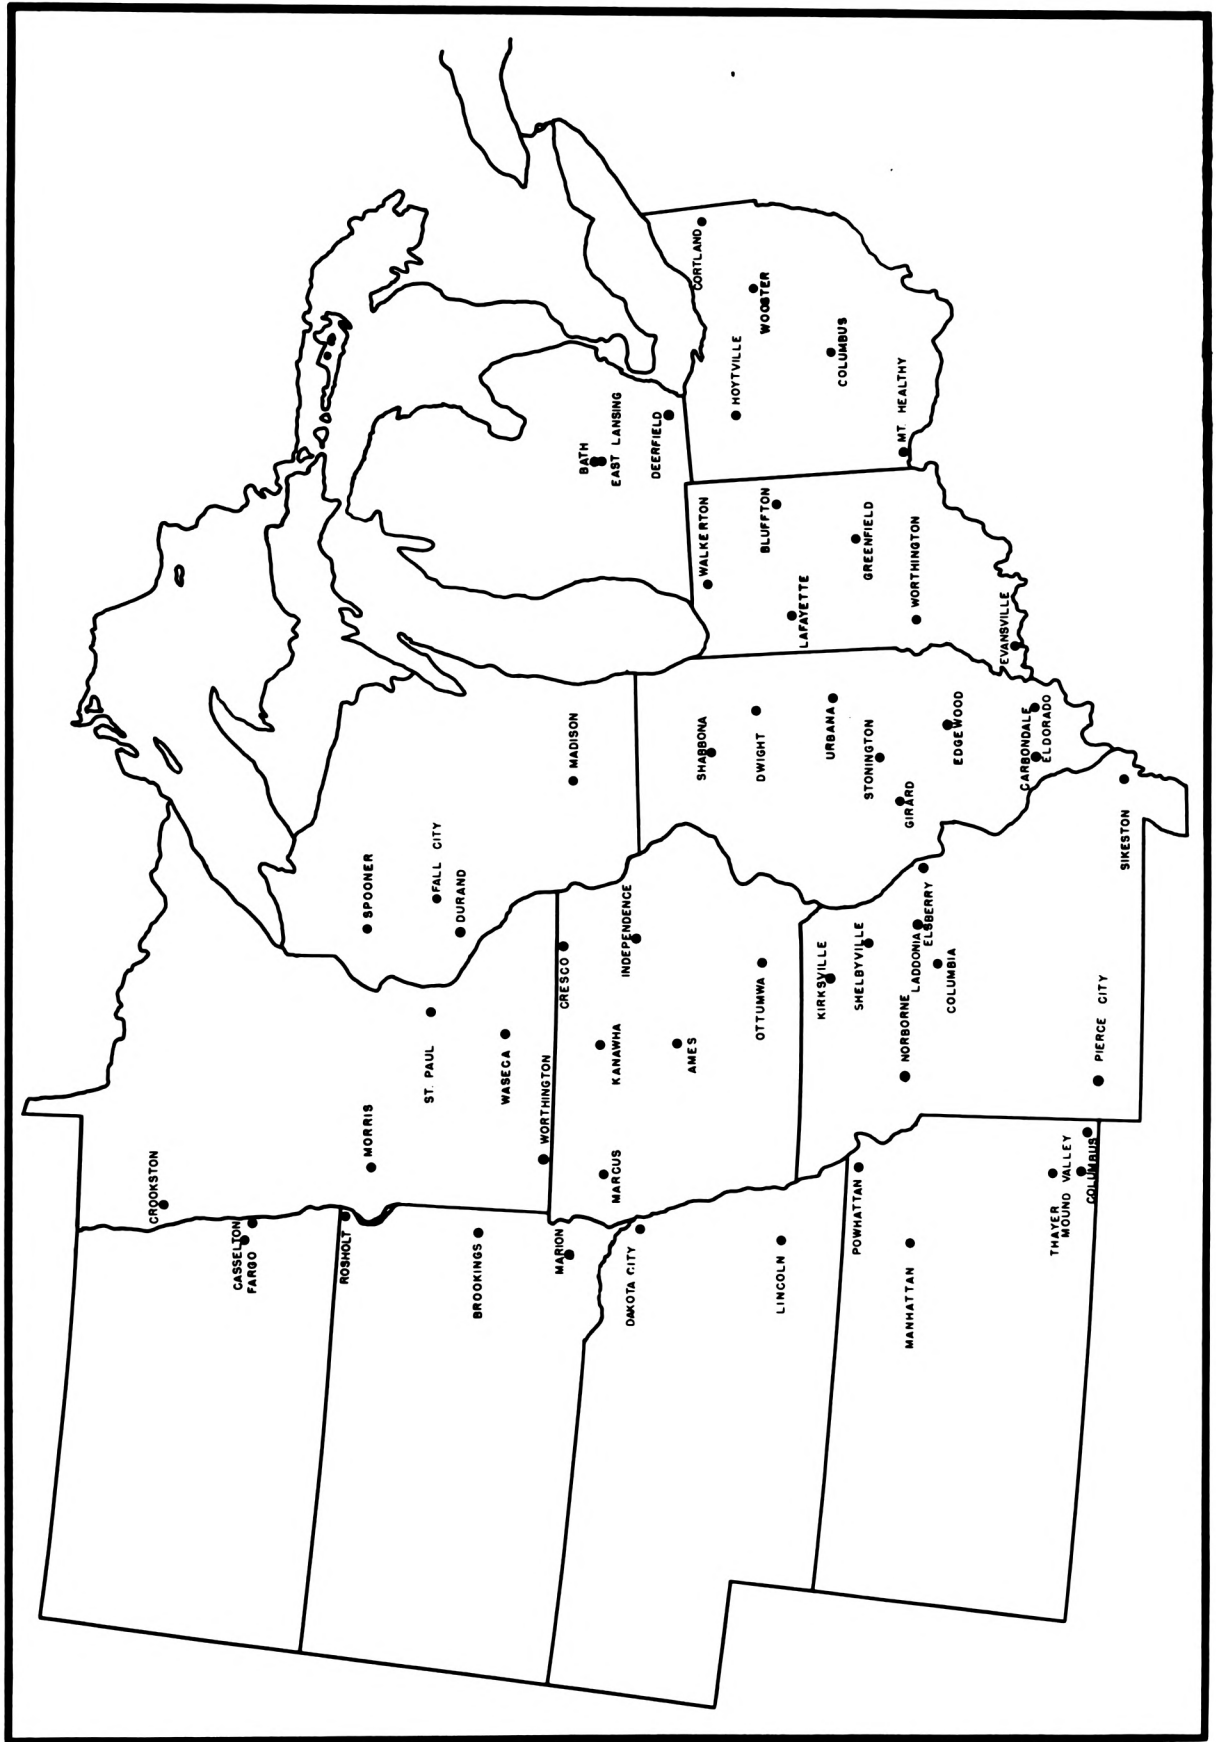 CROOKSTON
CASSELTON
FARGO
ROSHOLT
MORRIS
BROOKINGS
ST. PAUL
WASECA
WORTHINGTON
SPOONER
FALL CITY
DURAND
MADISON
MARION
DAKOTA CITY
LINCOLN
MARCUS
KANAWHA
AMES
CRESCO
INDEPENDENCE
OTTUMWA
POWHATTAN
MANHATTAN
THAYER
MOUND VALLEY
COLUMBUS
KIRKSVILLE
SHELBYVILLE
NORBORNE
LADDONIA
ELSBERRY
COLUMBIA
PIERCE CITY
SIKESTON
SHABBONA
DWIGHT
URBANA
STONINGTON
GIRARD
EDGEWOOD
CARBONDALE
ELDORADO
WALKERTON
BLUFFTON
LAFAYETTE
GREENFIELD
WORTHINGTON
EVANSVILLE
BATH
EAST LANSING
DEERFIELD
CORTLAND
WOOSTER
HOYTVILLE
COLUMBUS
MT. HEALTHY